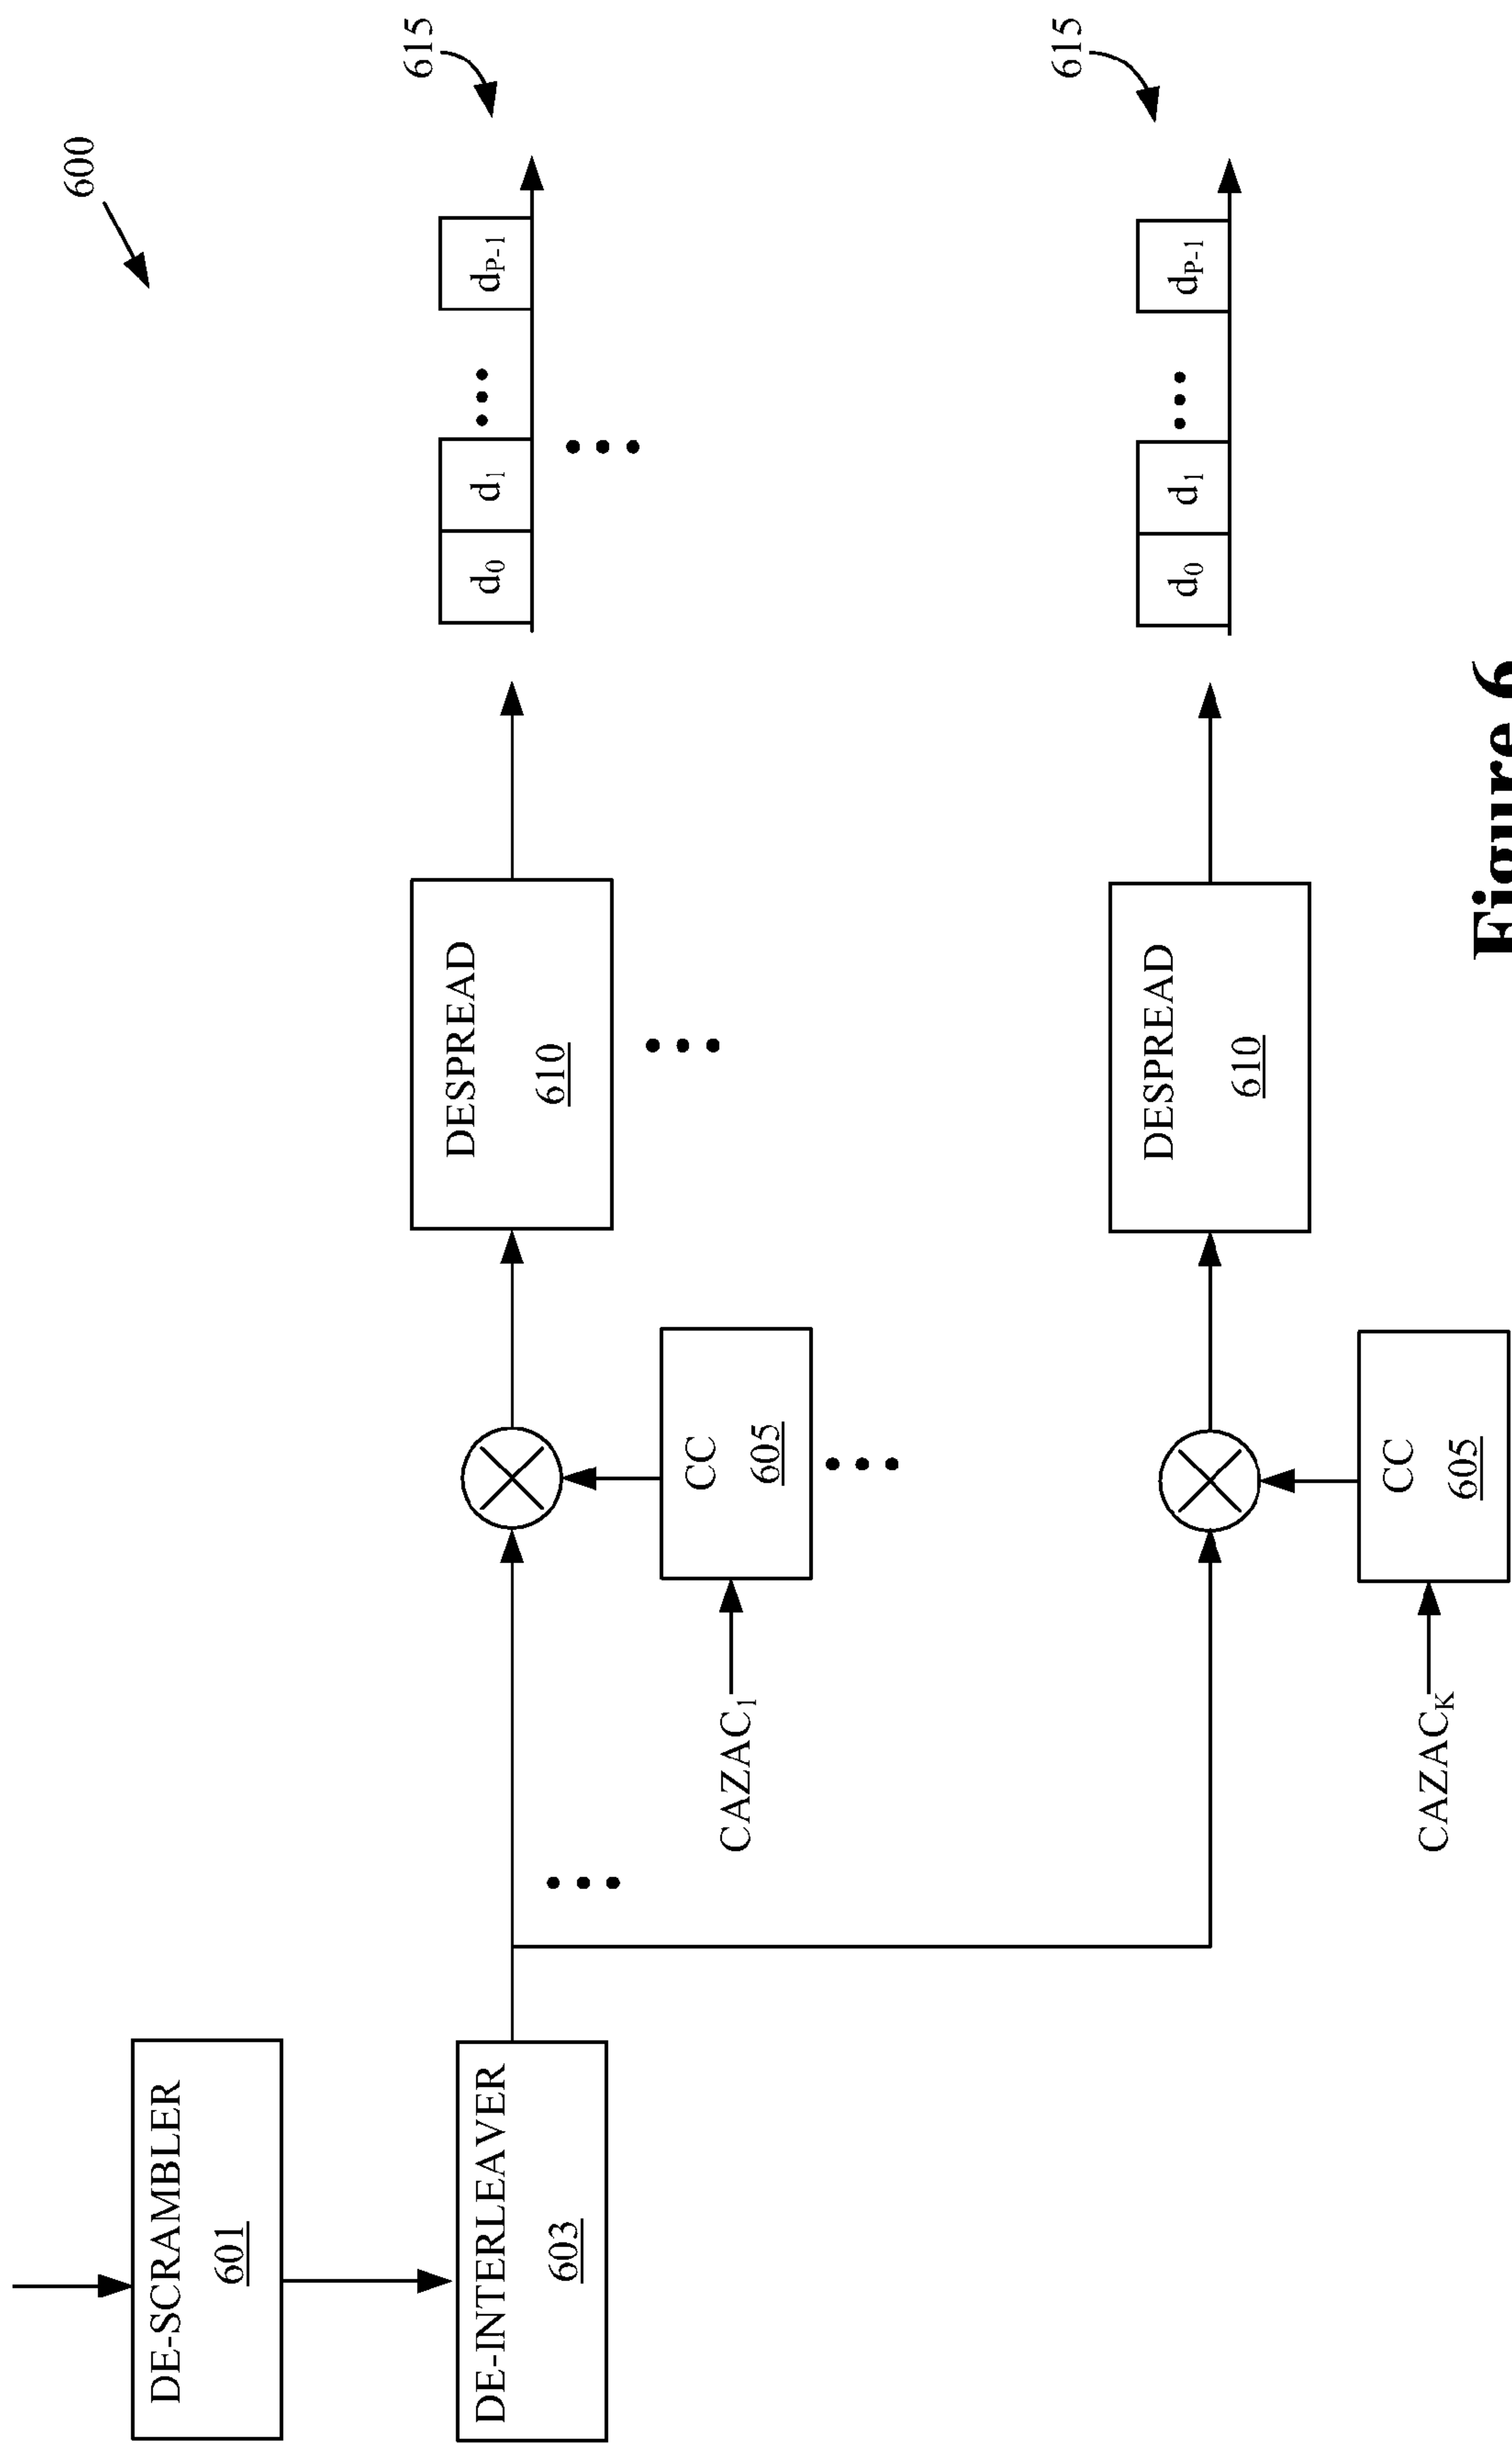 600
615
d0 d1 ••• dP-1
DE-SCRAMBLER
601
DESPREAD
610
•••
DE-INTERLEAVER
603
•••
CC
605
•••
CAZAC1
•••
615
d0 d1 ••• dP-1
DESPREAD
610
CC
605
CAZACK
Figure 6